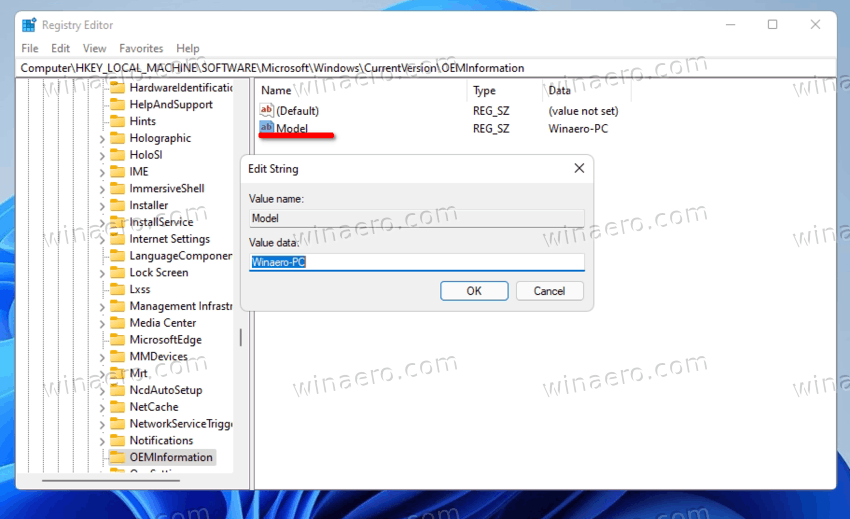 Registry Editor
File Edit View Favorites Help
Computer\HKEY_LOCAL_MACHINE\SOFTWARE\Microsoft\Windows\CurrentVersion\OEMInformation
HardwareIdentificatio
HelpAndSupport
Hints
Holographic
HoloSI
IME
ImmersiveShell
Installer
InstallService
Internet Settings
LanguageComponen
Lock Screen
Lxss
Management Infrastr
Media Center
MicrosoftEdge
MMDevices
Mrt
NcdAutoSetup
NetCache
NetworkServiceTrigge
Notifications
OEMInformation
Name Type Data
ab (Default) REG_SZ (value not set)
ab Model REG_SZ Winaero-PC
Edit String
Value name:
Model
Value data:
Winaero-PC
OK Cancel
winaero.com
winaero.com
winaero.com
winaero.com
winaero.com
winaero.com
winaero.com
winaero.com
winaero.com